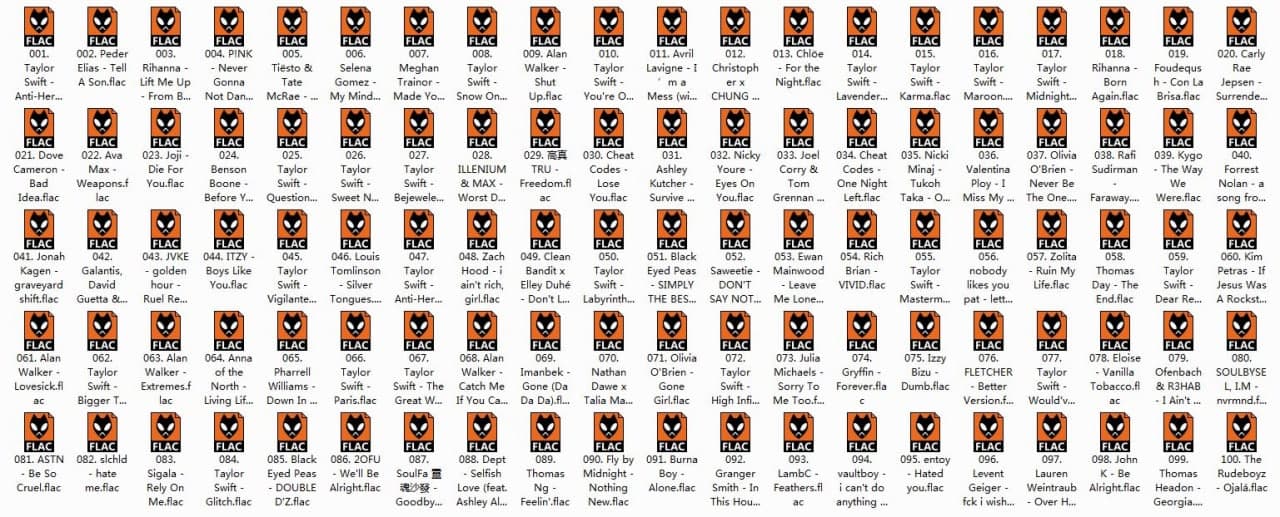 FLAC
001.
Taylor
Swift -
Anti-Her...
FLAC
002. Peder
Elias - Tell
A Son.flac
FLAC
003.
Rihanna -
Lift Me Up
- From B...
FLAC
004. P!NK
- Never
Gonna
Not Dan...
FLAC
005.
Tiësto &
Tate
McRae - ...
FLAC
006.
Selena
Gomez -
My Mind...
FLAC
007.
Meghan
Trainor -
Made Yo...
FLAC
008.
Taylor
Swift -
Snow On...
FLAC
009. Alan
Walker -
Shut
Up.flac
FLAC
010.
Taylor
Swift -
You're O...
FLAC
011. Avril
Lavigne - I
' m a
Mess (wi...
FLAC
012.
Christoph
er x
CHUNG ...
FLAC
013. Chlöe
- For the
Night.flac
FLAC
014.
Taylor
Swift -
Lavender...
FLAC
015.
Taylor
Swift -
Karma.flac
FLAC
016.
Taylor
Swift -
Maroon....
FLAC
017.
Taylor
Swift -
Midnight...
FLAC
018.
Rihanna -
Born
Again.flac
FLAC
019.
Foudequs
h - Con La
Brisa.flac
FLAC
020. Carly
Rae
Jepsen -
Surrende...
FLAC
021. Dove
Cameron -
Bad
Idea.flac
FLAC
022. Ava
Max -
Weapons.f
lac
FLAC
023. Joji -
Die For
You.flac
FLAC
024.
Benson
Boone -
Before Y...
FLAC
025.
Taylor
Swift -
Question...
FLAC
026.
Taylor
Swift -
Sweet N...
FLAC
027.
Taylor
Swift -
Bejewele...
FLAC
028.
ILLENIUM
& MAX -
Worst D...
FLAC
029. 高真
TRU -
Freedom.fl
ac
FLAC
030. Cheat
Codes -
Lose
You.flac
FLAC
031.
Ashley
Kutcher -
Survive ...
FLAC
032. Nicky
Youre -
Eyes On
You.flac
FLAC
033. Joel
Corry &
Tom
Grennan ...
FLAC
034. Cheat
Codes -
One Night
Left.flac
FLAC
035. Nicki
Minaj -
Tukoh
Taka - O...
FLAC
036.
Valentina
Ploy - I
Miss My ...
FLAC
037. Olivia
O'Brien -
Never Be
The One....
FLAC
038. Rafi
Sudirman -
Faraway....
FLAC
039. Kygo
- The Way
We
Were.flac
FLAC
040.
Forrest
Nolan - a
song fro...
FLAC
041. Jonah
Kagen -
graveyard
shift.flac
FLAC
042.
Galantis,
David
Guetta &...
FLAC
043. JVKE
- golden
hour -
Ruel Re...
FLAC
044. ITZY -
Boys Like
You.flac
FLAC
045.
Taylor
Swift -
Vigilante...
FLAC
046. Louis
Tomlinson
- Silver
Tongues....
FLAC
047.
Taylor
Swift -
Anti-Her...
FLAC
048. Zach
Hood - i
ain't rich,
girl.flac
FLAC
049. Clean
Bandit x
Elley Duhé
- Don't L...
FLAC
050.
Taylor
Swift -
Labyrinth...
FLAC
051. Black
Eyed Peas
- SIMPLY
THE BES...
FLAC
052.
Saweetie -
DON'T
SAY NOT...
FLAC
053. Ewan
Mainwood
- Leave
Me Lone...
FLAC
054. Rich
Brian -
VIVID.flac
FLAC
055.
Taylor
Swift -
Masterm...
FLAC
056.
nobody
likes you
pat - lett...
FLAC
057. Zolita
- Ruin My
Life.flac
FLAC
058.
Thomas
Day - The
End.flac
FLAC
059.
Taylor
Swift -
Dear Re...
FLAC
060. Kim
Petras - If
Jesus Was
A Rockst...
FLAC
061. Alan
Walker -
Lovesick.fl
ac
FLAC
062.
Taylor
Swift -
Bigger T...
FLAC
063. Alan
Walker -
Extremes.f
lac
FLAC
064. Anna
of the
North -
Living Lif...
FLAC
065.
Pharrell
Williams -
Down In ...
FLAC
066.
Taylor
Swift -
Paris.flac
FLAC
067.
Taylor
Swift - The
Great W...
FLAC
068. Alan
Walker -
Catch Me
If You Ca...
FLAC
069.
Imanbek -
Gone (Da
Da Da).fl...
FLAC
070.
Nathan
Dawe x
Talia Ma...
FLAC
071. Olivia
O'Brien -
Gone
Girl.flac
FLAC
072.
Taylor
Swift -
High Infi...
FLAC
073. Julia
Michaels -
Sorry To
Me Too.f...
FLAC
074.
Gryffin -
Forever.fla
c
FLAC
075. Izzy
Bizu -
Dumb.flac
FLAC
076.
FLETCHER
- Better
Version.f...
FLAC
077.
Taylor
Swift -
Would'v...
FLAC
078. Eloise
- Vanilla
Tobacco.fl
ac
FLAC
079.
Ofenbach
& R3HAB
- I Ain't ...
FLAC
080.
SOULBYSE
L, I.M -
nvrmnd.f...
FLAC
081. ASTN
- Be So
Cruel.flac
FLAC
082. slchld
- hate
me.flac
FLAC
083.
Sigala -
Rely On
Me.flac
FLAC
084.
Taylor
Swift -
Glitch.flac
FLAC
085. Black
Eyed Peas
- DOUBLE
D'Z.flac
FLAC
086. 2OFU
- We'll Be
Alright.flac
FLAC
087.
SoulFa 靈
魂沙發 -
Goodby...
FLAC
088. Dept
- Selfish
Love (feat.
Ashley Al...
FLAC
089.
Thomas
Ng -
Feelin'.flac
FLAC
090. Fly by
Midnight -
Nothing
New.flac
FLAC
091. Burna
Boy -
Alone.flac
FLAC
092.
Granger
Smith - In
This Hou...
FLAC
093.
LambC -
Feathers.fl
ac
FLAC
094.
vaultboy -
i can't do
anything ...
FLAC
095. entoy
- Hated
you.flac
FLAC
096.
Levent
Geiger -
fck i wish...
FLAC
097.
Lauren
Weintraub
- Over H...
FLAC
098. John
K - Be
Alright.flac
FLAC
099.
Thomas
Headon -
Georgia....
FLAC
100. The
Rudeboyz
- Ojalá.flac